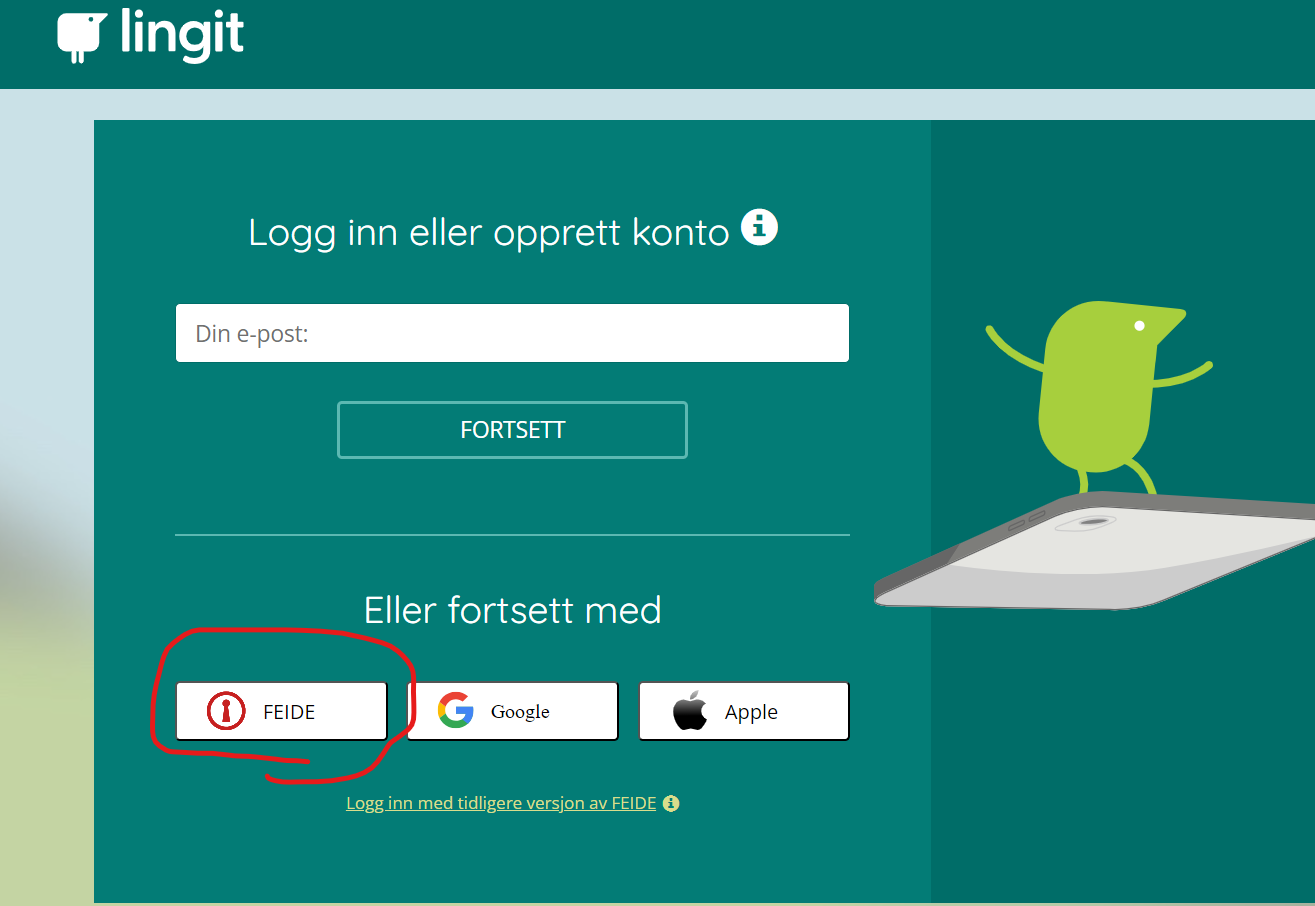 lingit
Logg inn eller opprett konto
Din e-post:
FORTSETT
Eller fortsett med
FEIDE
Google
Apple
Logg inn med tidligere versjon av FEIDE